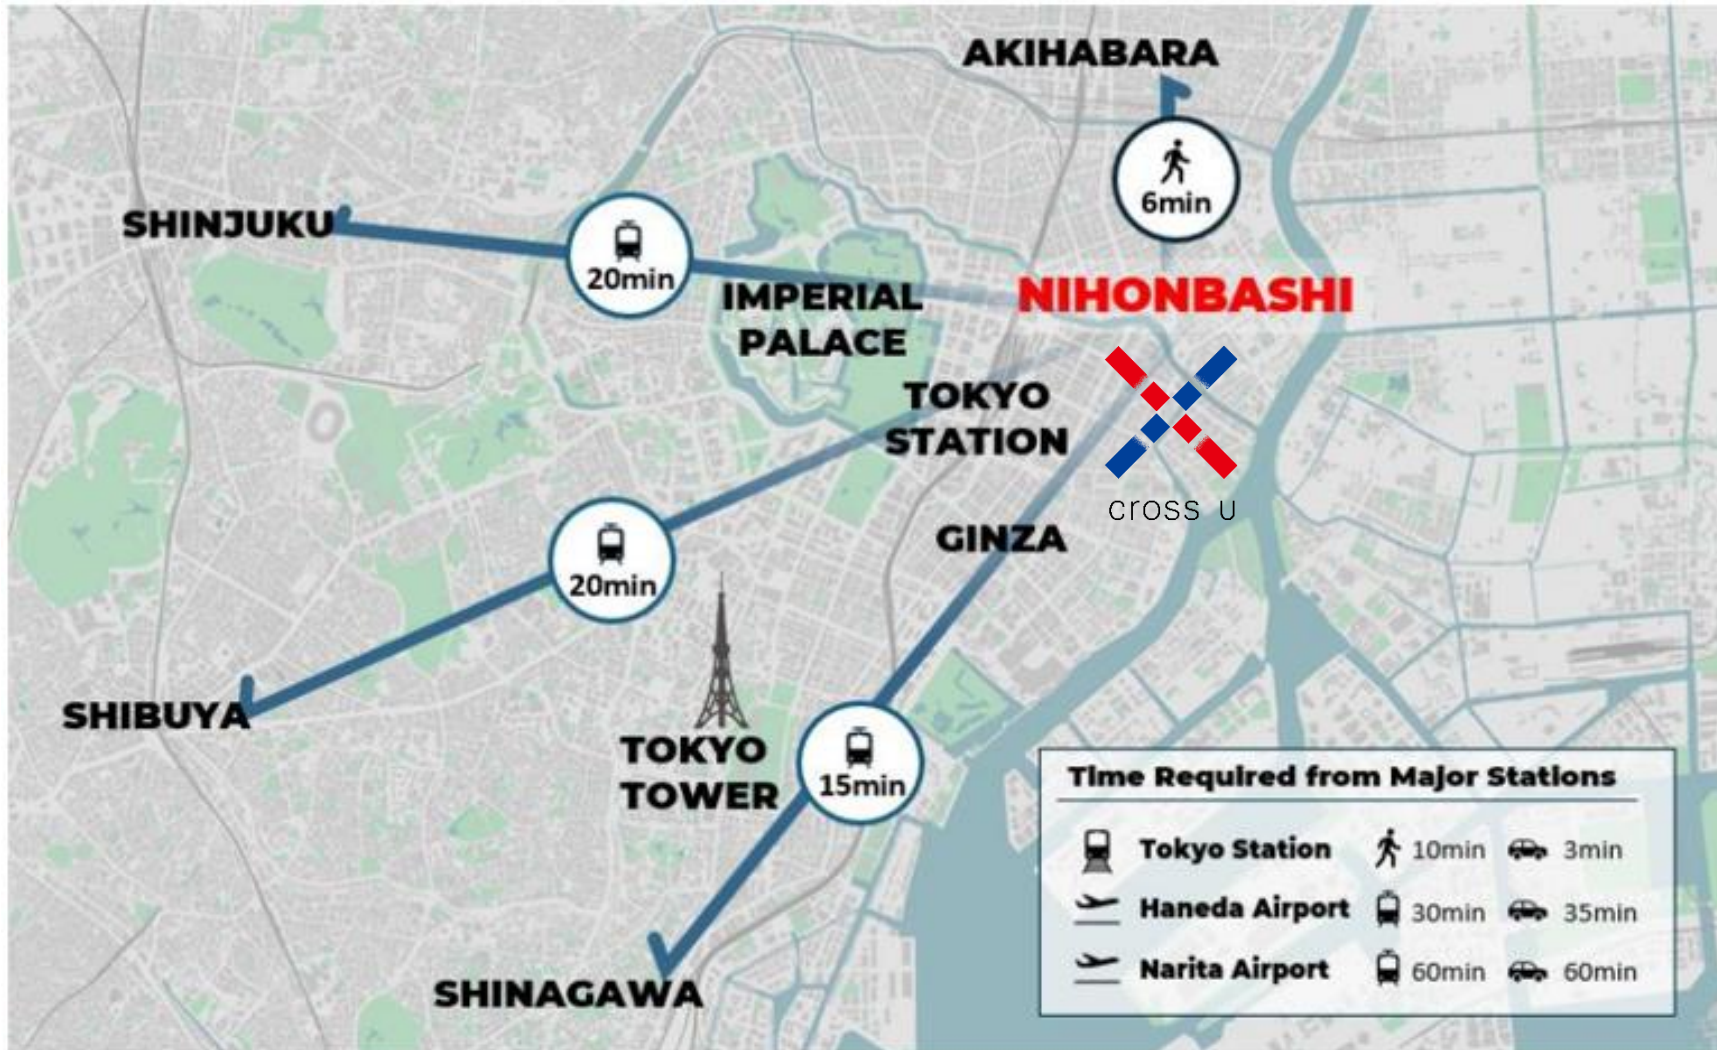 AKIHABARA
6min
SHINJUKU
20min
IMPERIAL
PALACE
NIHONBASHI
TOKYO
STATION
cross u
GINZA
20min
SHIBUYA
TOKYO
TOWER
15min
SHINAGAWA
Time Required from Major Stations
Tokyo Station 10min 3min
Haneda Airport 30min 35min
Narita Airport 60min 60min